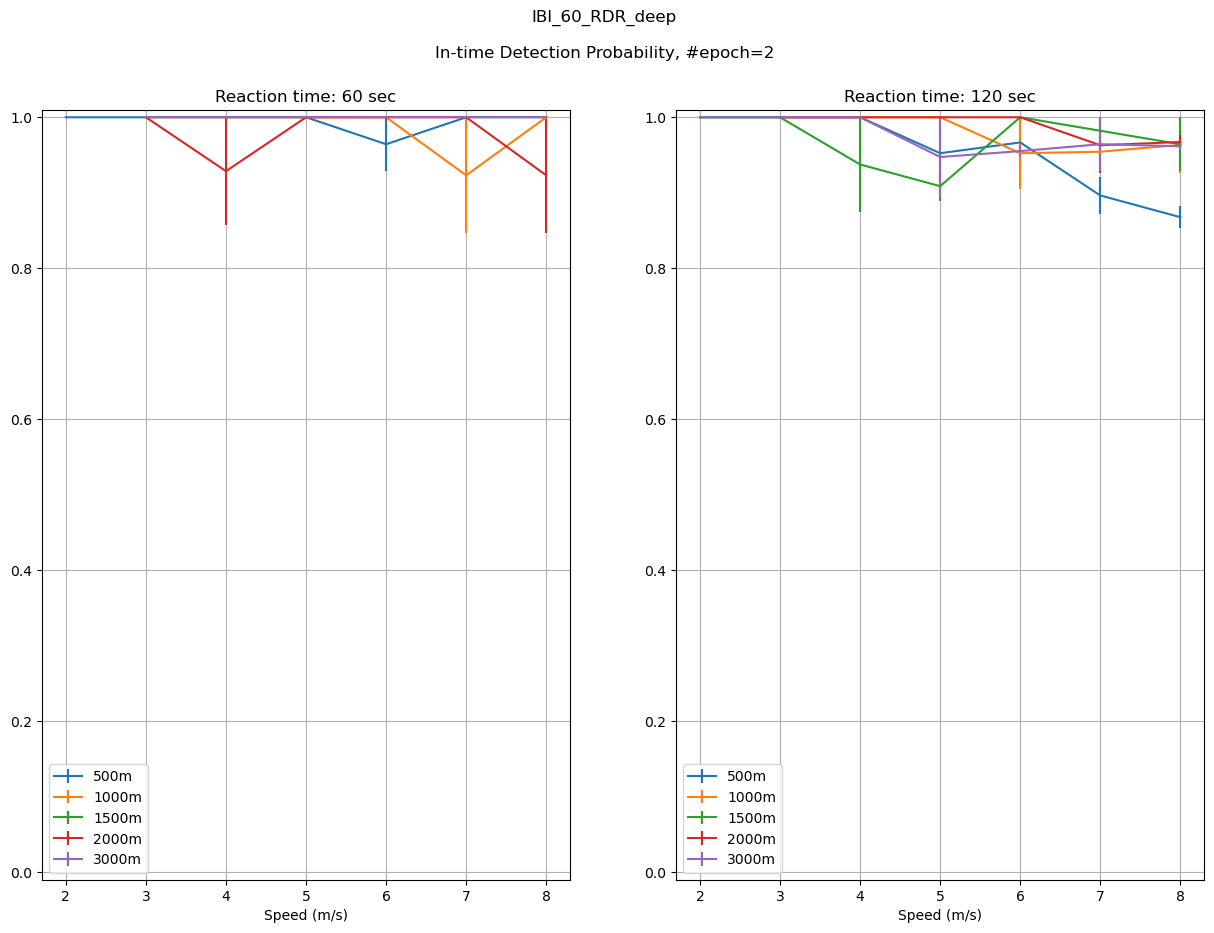 IBI_60_RDR_deep
In-time Detection Probability, #epoch=2
Reaction time: 60 sec
1.0
0.8
0.6
0.4
0.2
0.0
500m
1000m
1500m
2000m
3000m
2 3 4 5 6 7 8
Speed (m/s)
Reaction time: 120 sec
1.0
0.8
0.6
0.4
0.2
0.0
500m
1000m
1500m
2000m
3000m
2 3 4 5 6 7 8
Speed (m/s)